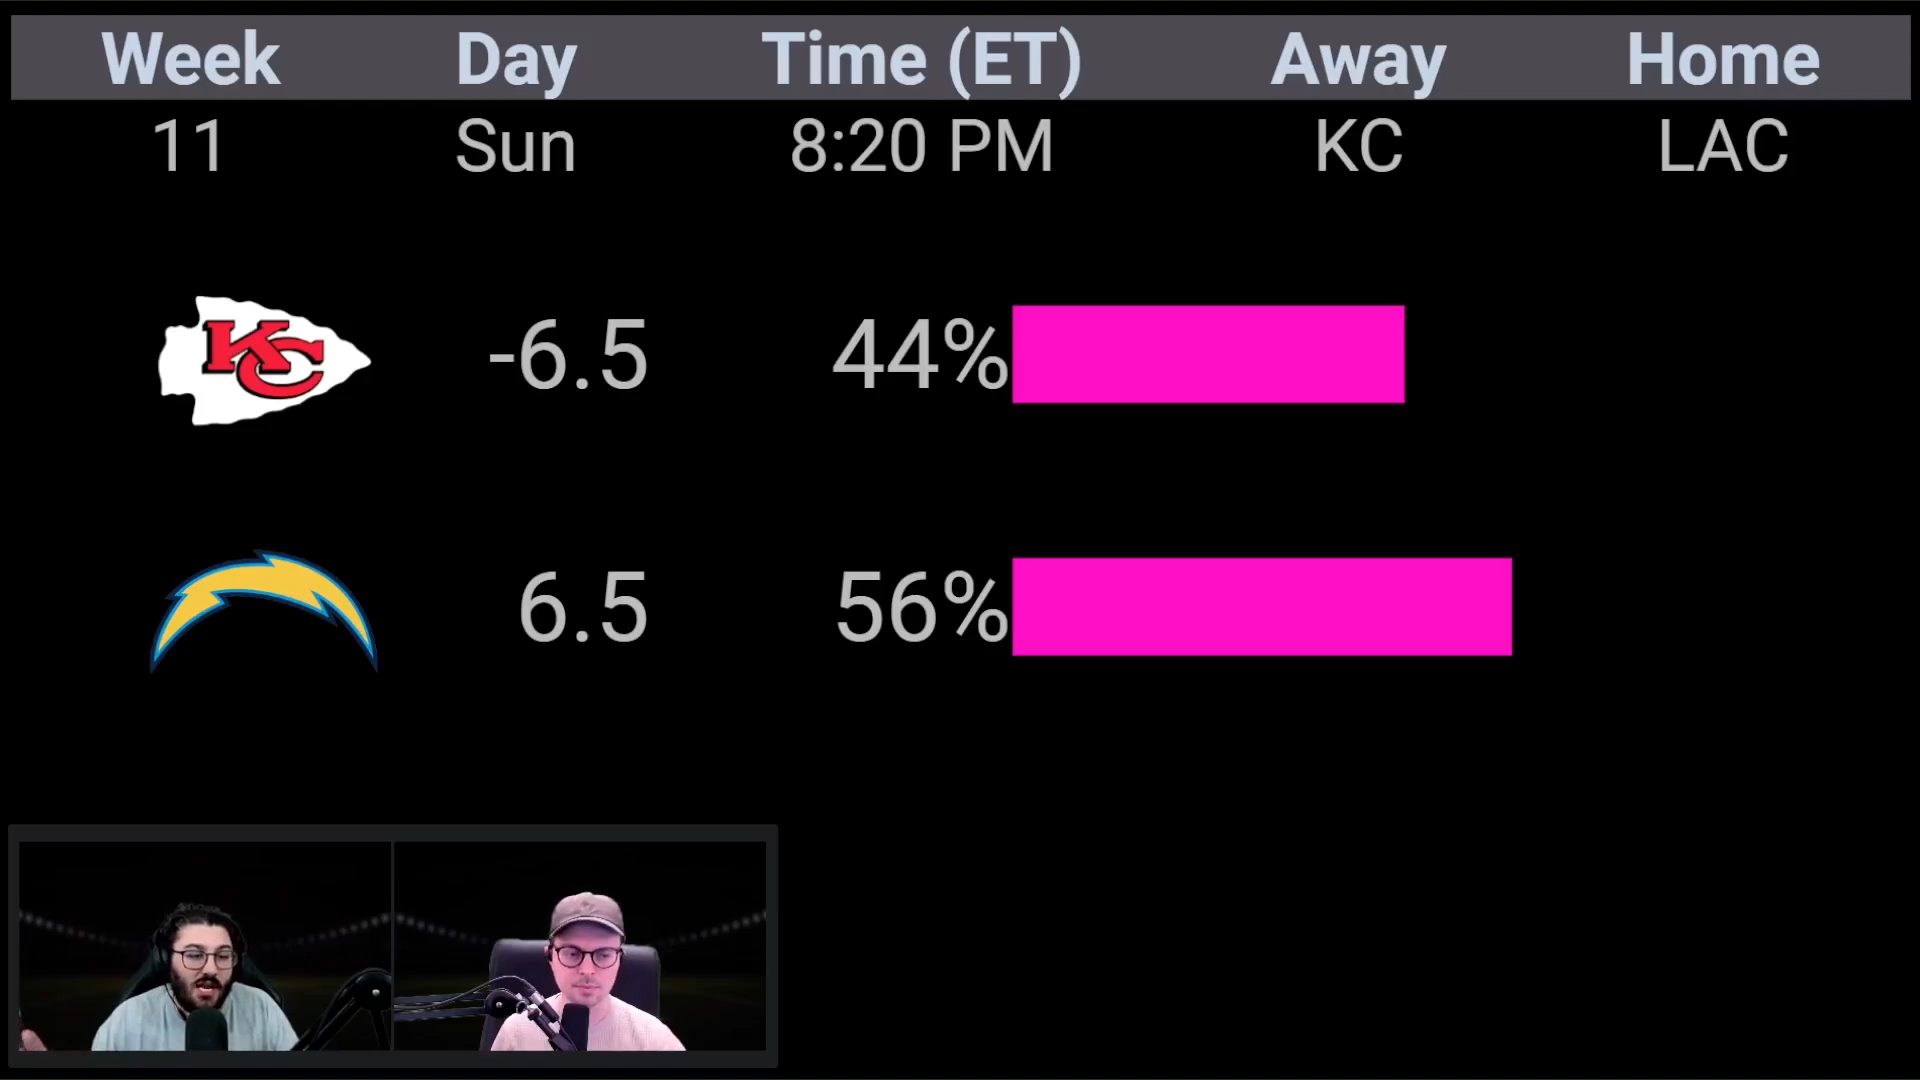 Week Day Time (ET) Away Home
11 Sun 8:20 PM KC LAC
KC -6.5 44%
6.5 56%